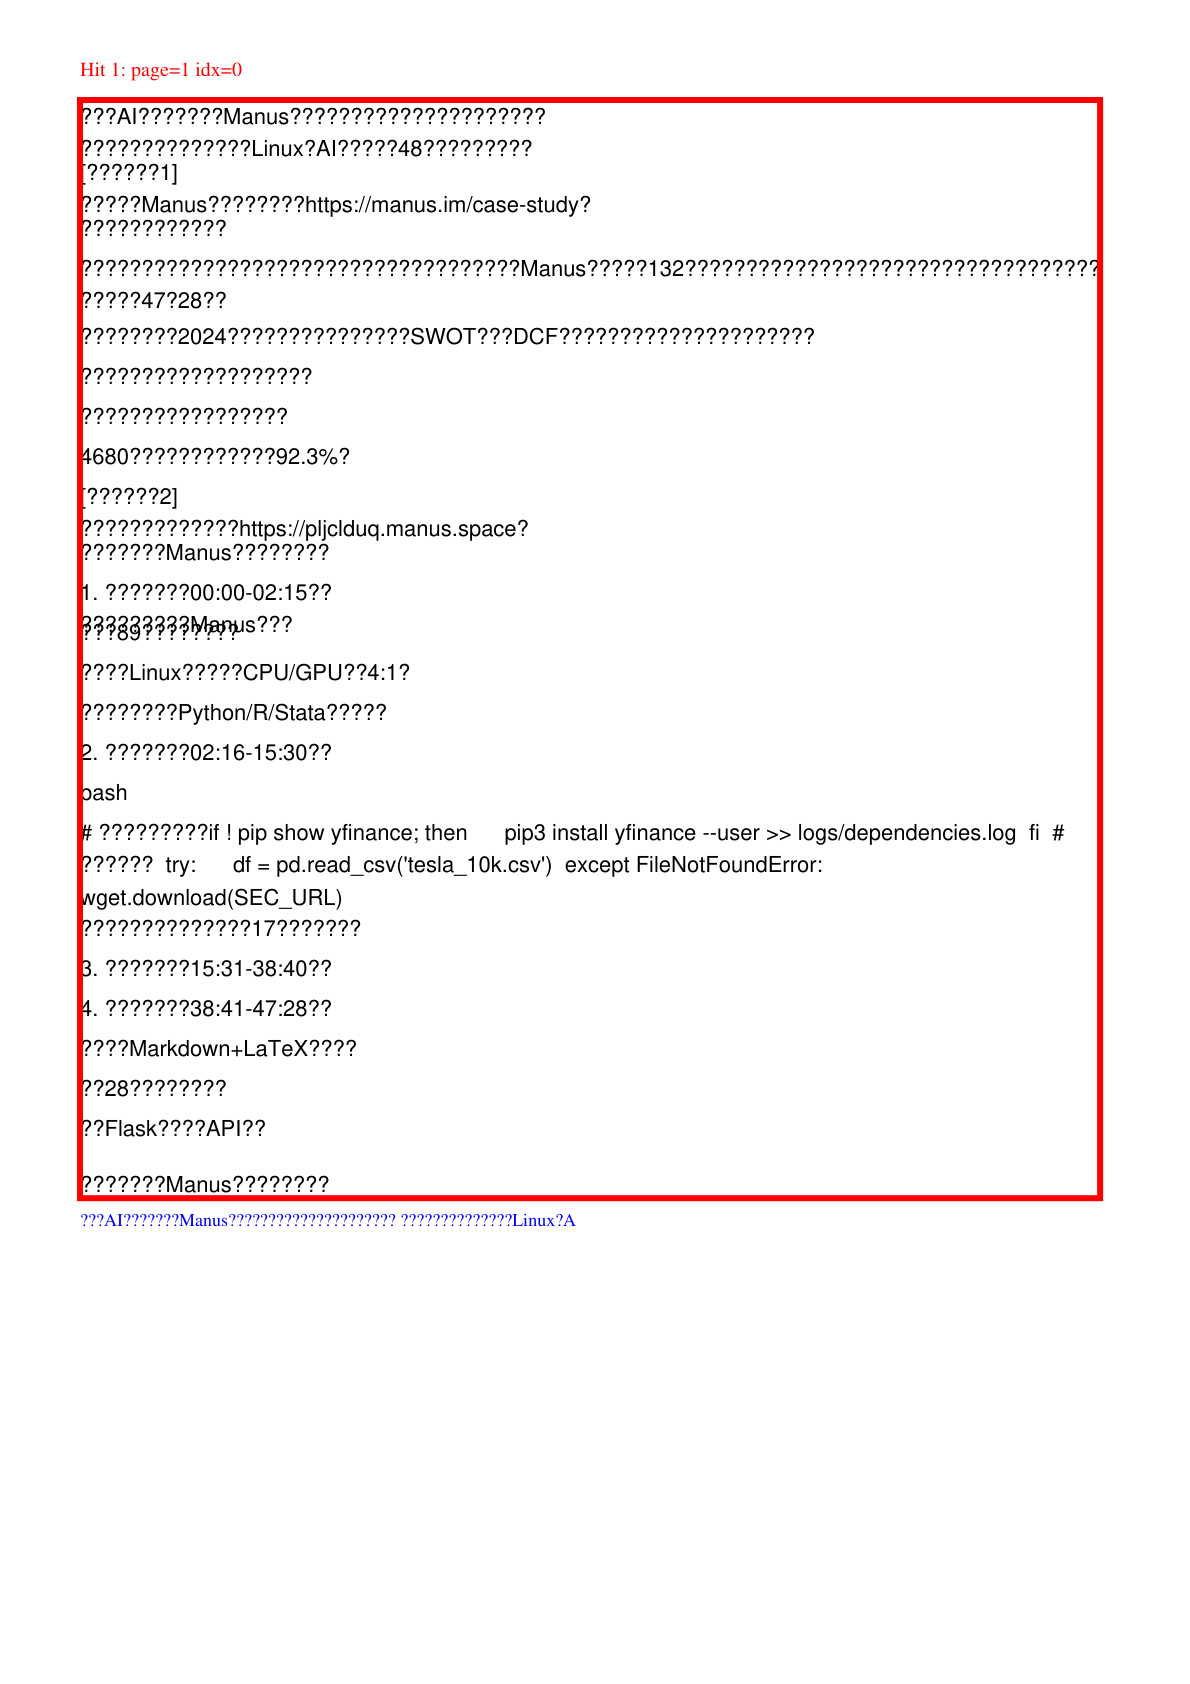 Hit 1: page=1 idx=0
???AI???????Manus?????????????????????
??????????????Linux?AI?????48?????????
[??????1]
?????Manus????????https://manus.im/case-study?
????????????
????????????????????????????????????Manus?????132??????????????????????????????????
?????47?28??
????????2024???????????????SWOT???DCF?????????????????????
???????????????????
?????????????????
4680????????????92.3%?
[??????2]
?????????????https://pljclduq.manus.space?
???????Manus????????
1. ???????00:00-02:15??
?????????Manus???
???89????????
????Linux?????CPU/GPU??4:1?
????????Python/R/Stata?????
2. ???????02:16-15:30??
bash
# ?????????if ! pip show yfinance; then      pip3 install yfinance --user >> logs/dependencies.log  fi  #
??????  try:      df = pd.read_csv('tesla_10k.csv')  except FileNotFoundError:
wget.download(SEC_URL)
??????????????17???????
3. ???????15:31-38:40??
4. ???????38:41-47:28??
????Markdown+LaTeX????
??28????????
??Flask????API??
???????Manus????????
???AI???????Manus????????????????????? ??????????????Linux?A